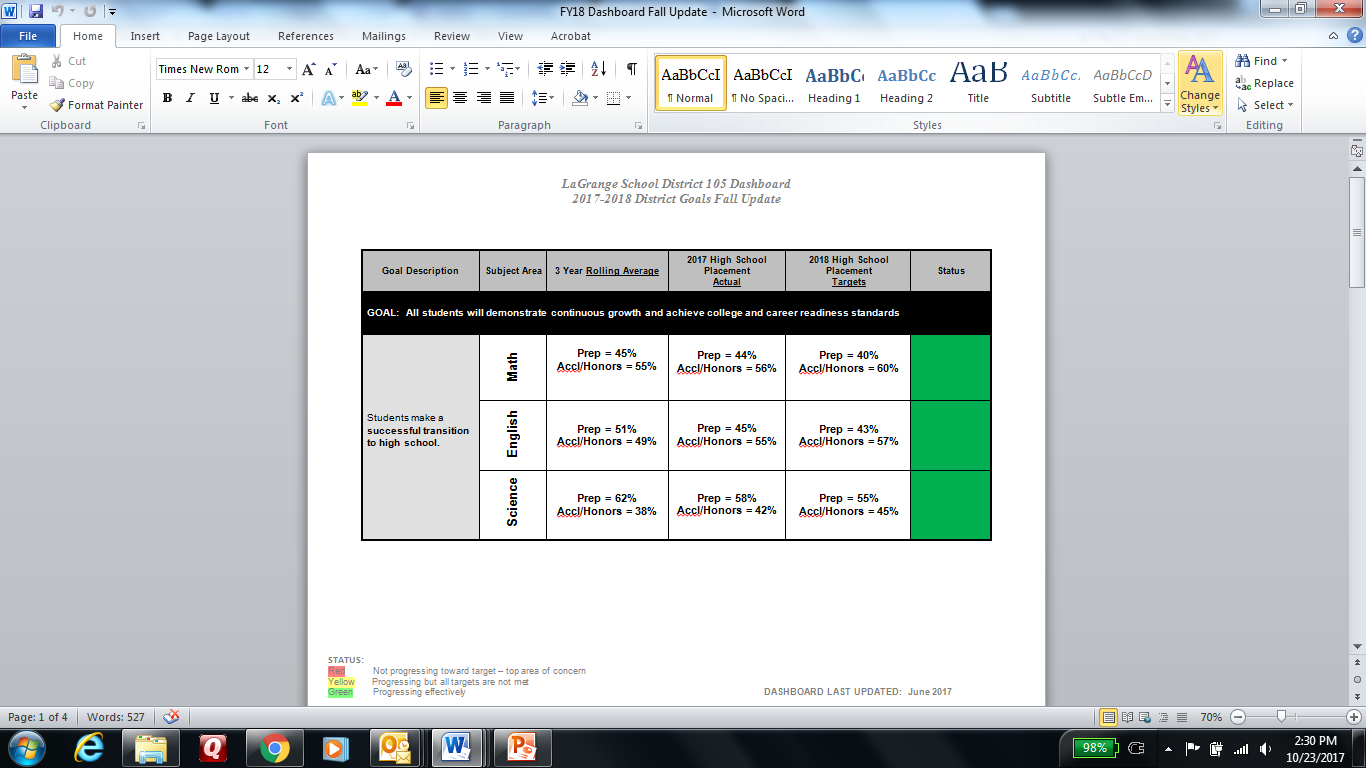 FY18 Dashboard Fall Update - Microsoft Word
File Home Insert Page Layout References Mailings Review View Acrobat
Paste
Cut
Copy
Format Painter
Clipboard
Times New Rom 12
Font
Paragraph
AaBbCcI AaBbCcI AaBbCc AaBbCc AaB AaBbCc. AaBbCcD
¶ Normal ¶ No Spaci... Heading 1 Heading 2 Title Subtitle Subtle Em...
Styles
Change
Styles
Find
Replace
Select
Editing
LaGrange School District 105 Dashboard
2017-2018 District Goals Fall Update
Goal Description
Subject Area
3 Year Rolling Average
2017 High School
Placement
Actual
2018 High School
Placement
Targets
Status
GOAL: All students will demonstrate continuous growth and achieve college and career readiness standards
Students make a
successful transition
to high school.
Math
Prep = 45%
Accl/Honors = 55%
Prep = 44%
Accl/Honors = 56%
Prep = 40%
Accl/Honors = 60%
English
Prep = 51%
Accl/Honors = 49%
Prep = 45%
Accl/Honors = 55%
Prep = 43%
Accl/Honors = 57%
Science
Prep = 62%
Accl/Honors = 38%
Prep = 58%
Accl/Honors = 42%
Prep = 55%
Accl/Honors = 45%
STATUS:
Red Not progressing toward target – top area of concern
Yellow Progressing but all targets are not met
Green Progressing effectively
DASHBOARD LAST UPDATED: June 2017
Page: 1 of 4 Words: 527
70%
98%
2:30 PM
10/23/2017